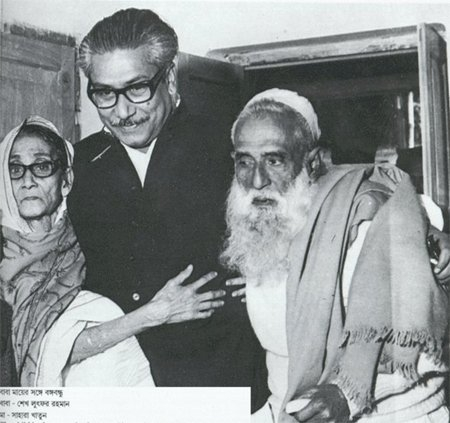 বাবা মায়ের সঙ্গে বঙ্গবন্ধু
বাবা - শেখ লুৎফর রহমান
মা - সাহারা খাতুন